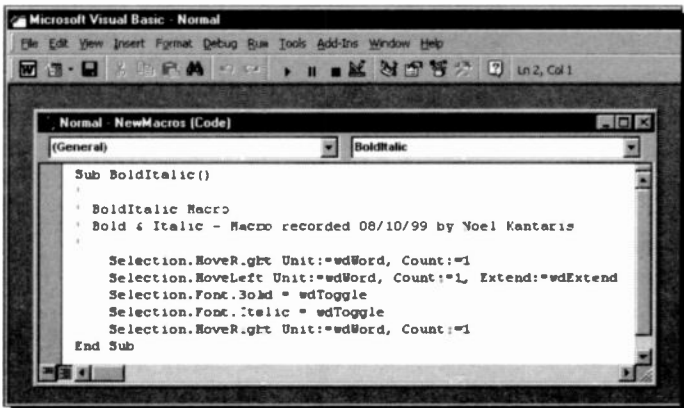 Microsoft Visual Basic - Normal
File Edit View Insert Format Debug Run Tools Add-Ins Window Help
Ln 2, Col 1
Normal - NewMacros (Code)
(General) BoldItalic
Sub BoldItalic()
'
' BoldItalic Macro
' Bold & Italic - Macro recorded 08/10/99 by Noel Kantaris
'
Selection.MoveRight Unit:=wdWord, Count:=1
Selection.MoveLeft Unit:=wdWord, Count:=1, Extend:=wdExtend
Selection.Font.Bold = wdToggle
Selection.Font.Italic = wdToggle
Selection.MoveRight Unit:=wdWord, Count:=1
End Sub